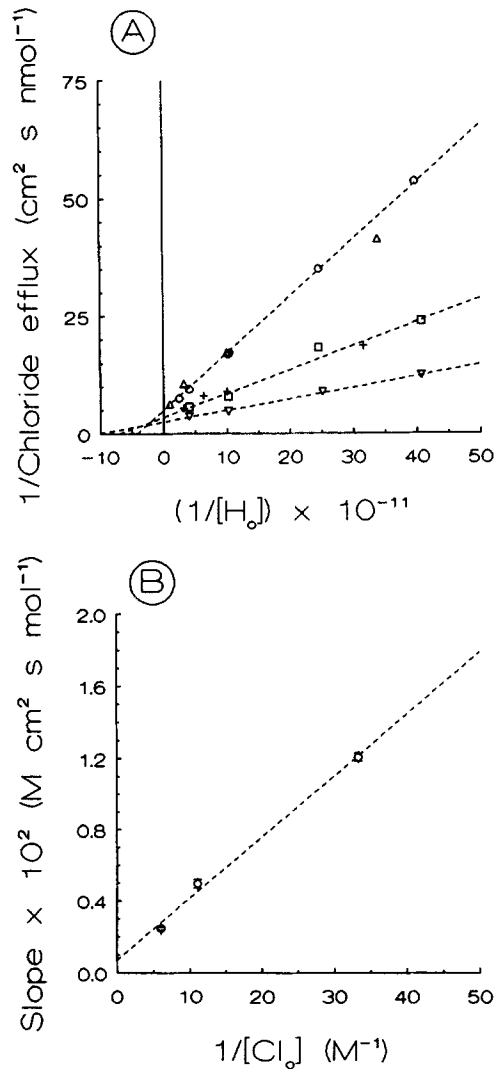 A
1/Chloride efflux (cm² s nmol⁻¹)
75
50
25
0
−10 0 10 20 30 40 50
(1/[H₀]) × 10⁻¹¹
B
Slope × 10² (M cm² s mol⁻¹)
2.0
1.6
1.2
0.8
0.4
0.0
0 10 20 30 40 50
1/[Cl₀] (M⁻¹)